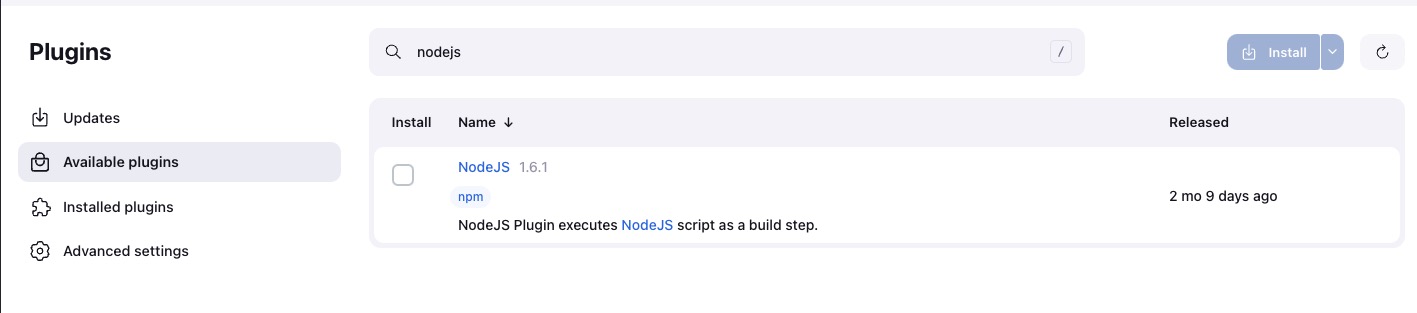 Plugins
nodejs
/
Install
Updates
Available plugins
Installed plugins
Advanced settings
Install Name ↓ Released
NodeJS 1.6.1
npm
2 mo 9 days ago
NodeJS Plugin executes NodeJS script as a build step.